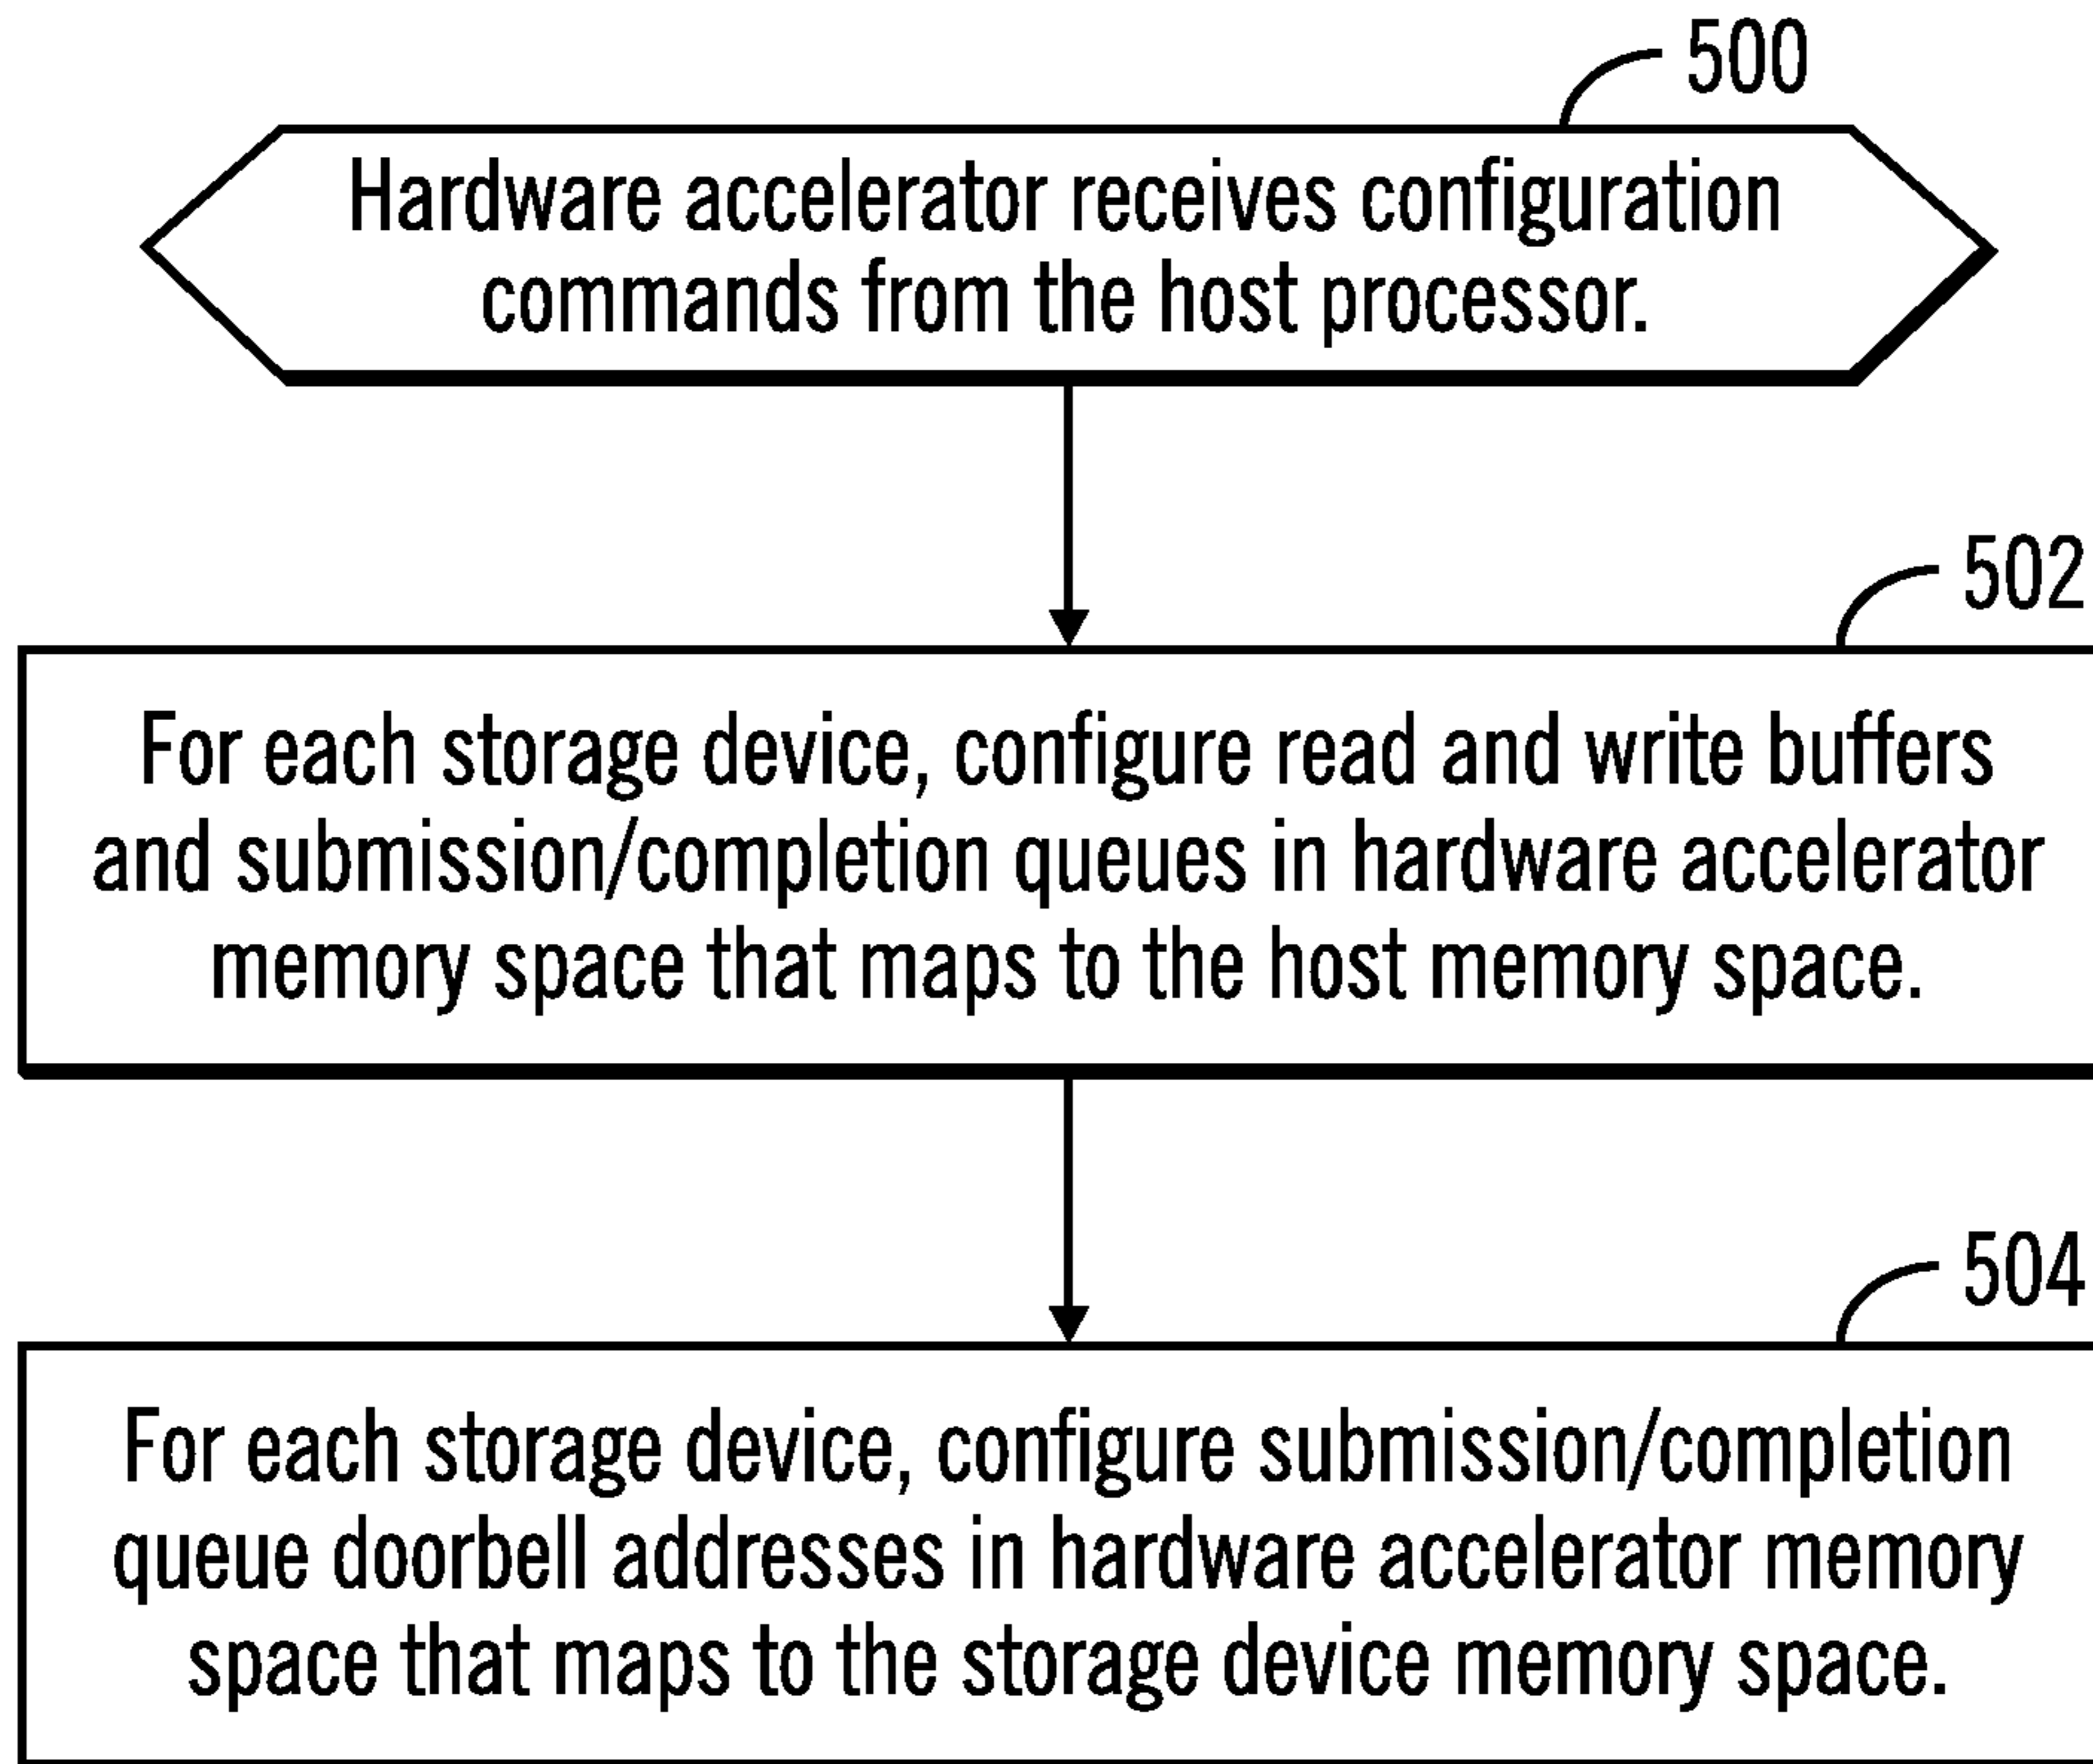 500
Hardware accelerator receives configuration
commands from the host processor.
502
For each storage device, configure read and write buffers
and submission/completion queues in hardware accelerator
memory space that maps to the host memory space.
504
For each storage device, configure submission/completion
queue doorbell addresses in hardware accelerator memory
space that maps to the storage device memory space.